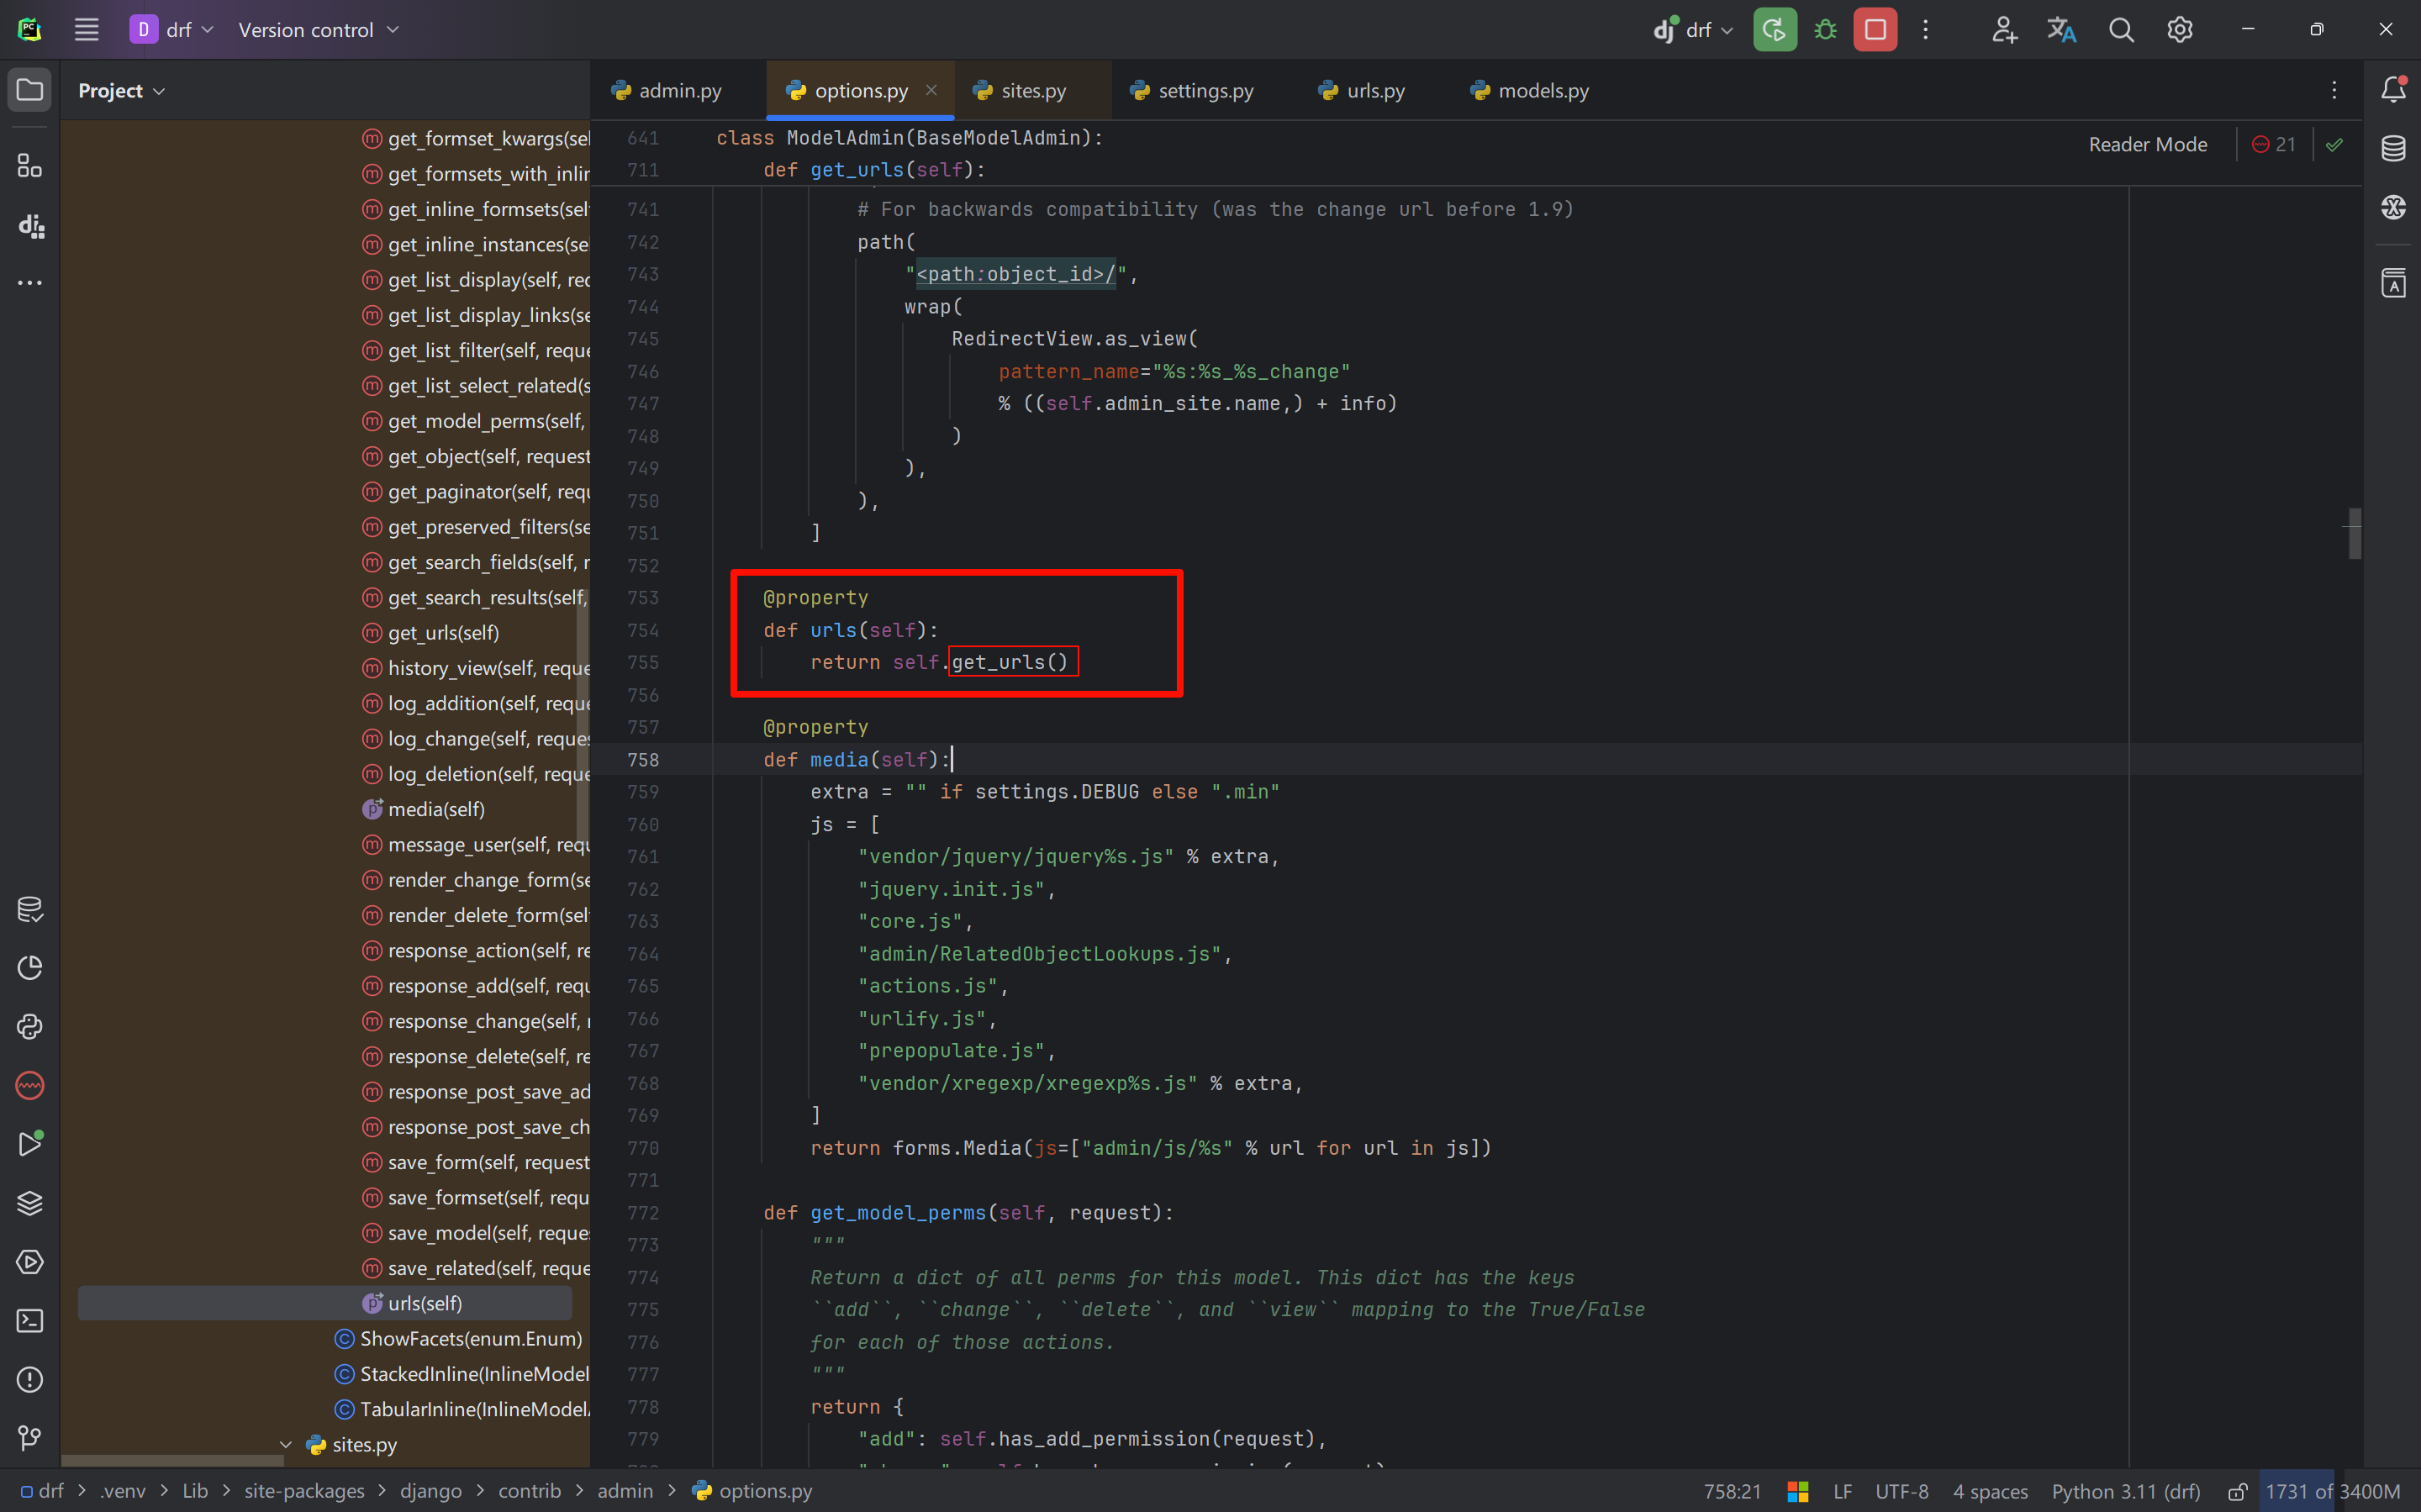 D drf Version control
drf
Project
admin.py options.py sites.py settings.py urls.py models.py
Reader Mode 21
get_formset_kwargs(sel
get_formsets_with_inlin
get_inline_formsets(sel
get_inline_instances(se
get_list_display(self, req
get_list_display_links(se
get_list_filter(self, reque
get_list_select_related(s
get_model_perms(self,
get_object(self, request
get_paginator(self, requ
get_preserved_filters(se
get_search_fields(self, r
get_search_results(self,
get_urls(self)
history_view(self, reque
log_addition(self, reque
log_change(self, reques
log_deletion(self, reque
media(self)
message_user(self, requ
render_change_form(se
render_delete_form(self
response_action(self, re
response_add(self, requ
response_change(self, r
response_delete(self, re
response_post_save_ad
response_post_save_ch
save_form(self, request
save_formset(self, requ
save_model(self, reques
save_related(self, reque
urls(self)
ShowFacets(enum.Enum)
StackedInline(InlineModel
TabularInline(InlineModelA
sites.py
641 class ModelAdmin(BaseModelAdmin):
711 def get_urls(self):
741 # For backwards compatibility (was the change url before 1.9)
742 path(
743 "<path:object_id>/",
744 wrap(
745 RedirectView.as_view(
746 pattern_name="%s:%s_%s_change"
747 % ((self.admin_site.name,) + info)
748 )
749 ),
750 ),
751 ]
752
753 @property
754 def urls(self):
755 return self.get_urls()
756
757 @property
758 def media(self):
759 extra = "" if settings.DEBUG else ".min"
760 js = [
761 "vendor/jquery/jquery%s.js" % extra,
762 "jquery.init.js",
763 "core.js",
764 "admin/RelatedObjectLookups.js",
765 "actions.js",
766 "urlify.js",
767 "prepopulate.js",
768 "vendor/xregexp/xregexp%s.js" % extra,
769 ]
770 return forms.Media(js=["admin/js/%s" % url for url in js])
771
772 def get_model_perms(self, request):
773 """
774 Return a dict of all perms for this model. This dict has the keys
775 ``add``, ``change``, ``delete``, and ``view`` mapping to the True/False
776 for each of those actions.
777 """
778 return {
779 "add": self.has_add_permission(request),
drf > .venv > Lib > site-packages > django > contrib > admin > options.py
758:21 LF UTF-8 4 spaces Python 3.11 (drf) 1731 of 3400M